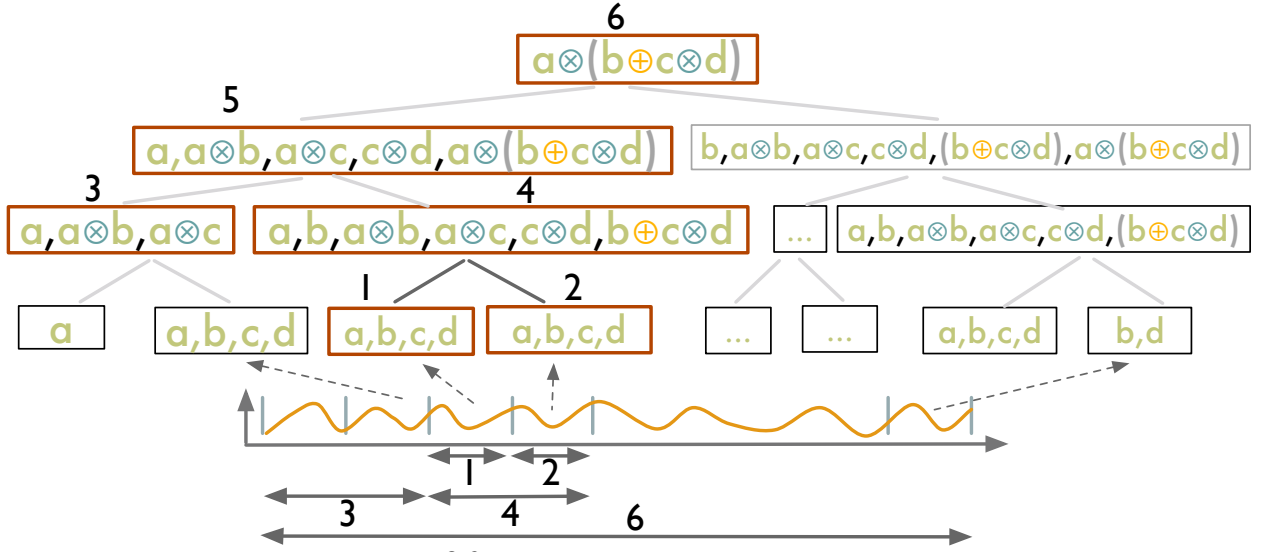 6
a⊗(b⊕c⊗d)
5
a,a⊗b,a⊗c,c⊗d,a⊗(b⊕c⊗d)
b,a⊗b,a⊗c,c⊗d,(b⊕c⊗d),a⊗(b⊕c⊗d)
3
4
a,a⊗b,a⊗c
a,b,a⊗b,a⊗c,c⊗d,b⊕c⊗d
...
a,b,a⊗b,a⊗c,c⊗d,(b⊕c⊗d)
1
2
a
a,b,c,d
a,b,c,d
a,b,c,d
...
...
a,b,c,d
b,d
1
2
3
4
6